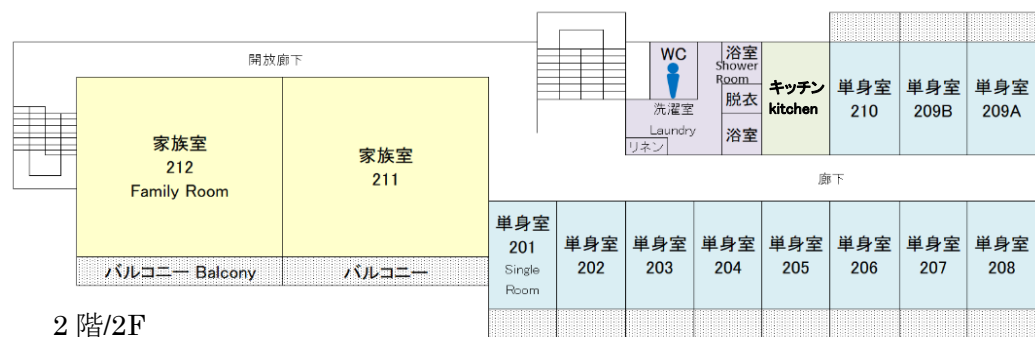 開放廊下
WC
浴室
Shower
Room
脱衣
浴室
洗濯室
Laundry
リネン
キッチン
kitchen
単身室
210
単身室
209B
単身室
209A
家族室
212
Family Room
家族室
211
廊下
バルコニー Balcony
バルコニー
単身室
201
Single
Room
単身室
202
単身室
203
単身室
204
単身室
205
単身室
206
単身室
207
単身室
208
2 階/2F